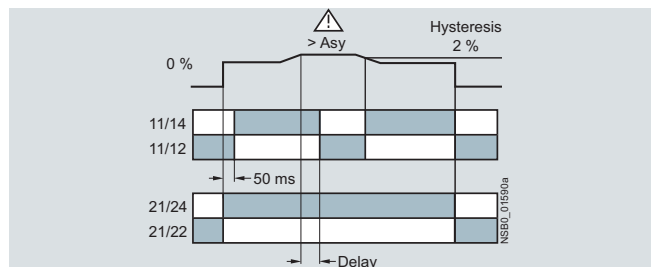 Hysteresis
> Asy
2 %
0 %
11/14
11/12
50 ms
21/24
21/22
Delay
NSB0_01590a